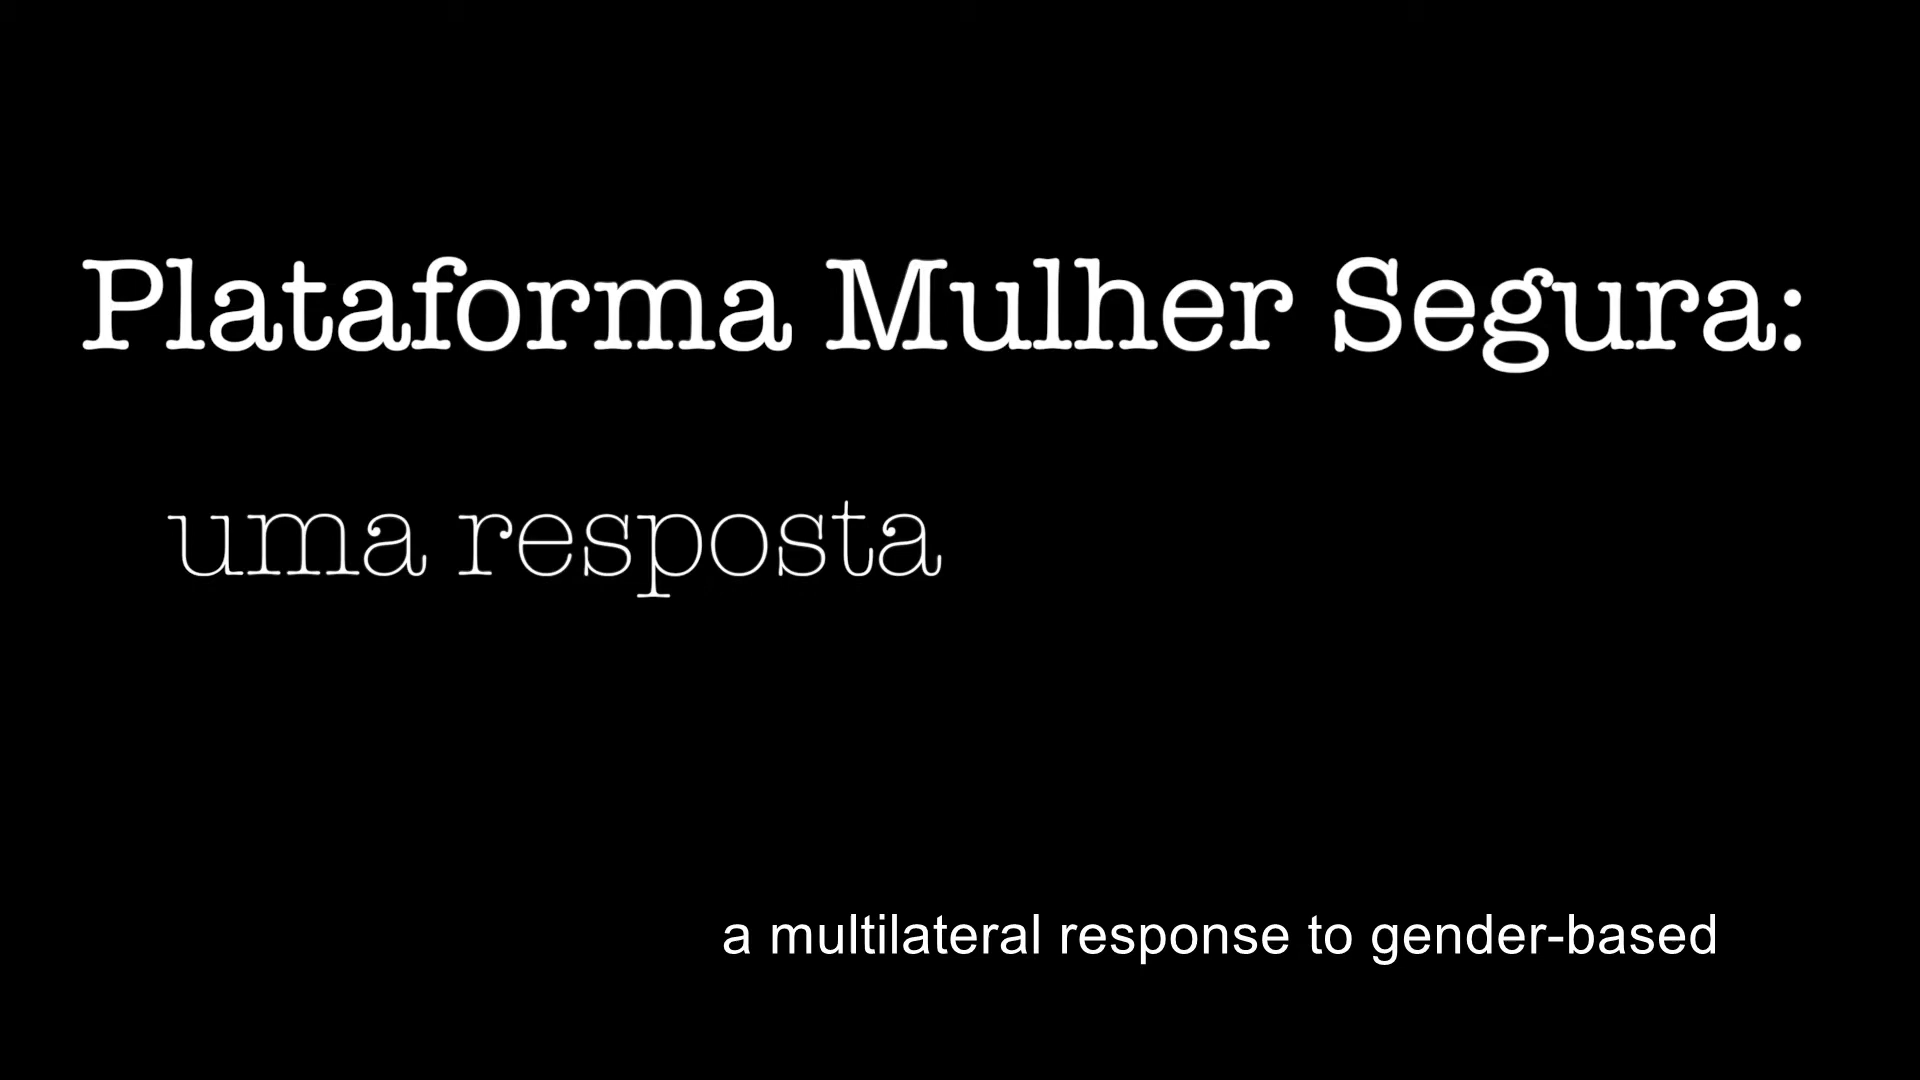 Plataforma Mulher Segura:
uma resposta
a multilateral response to gender-based